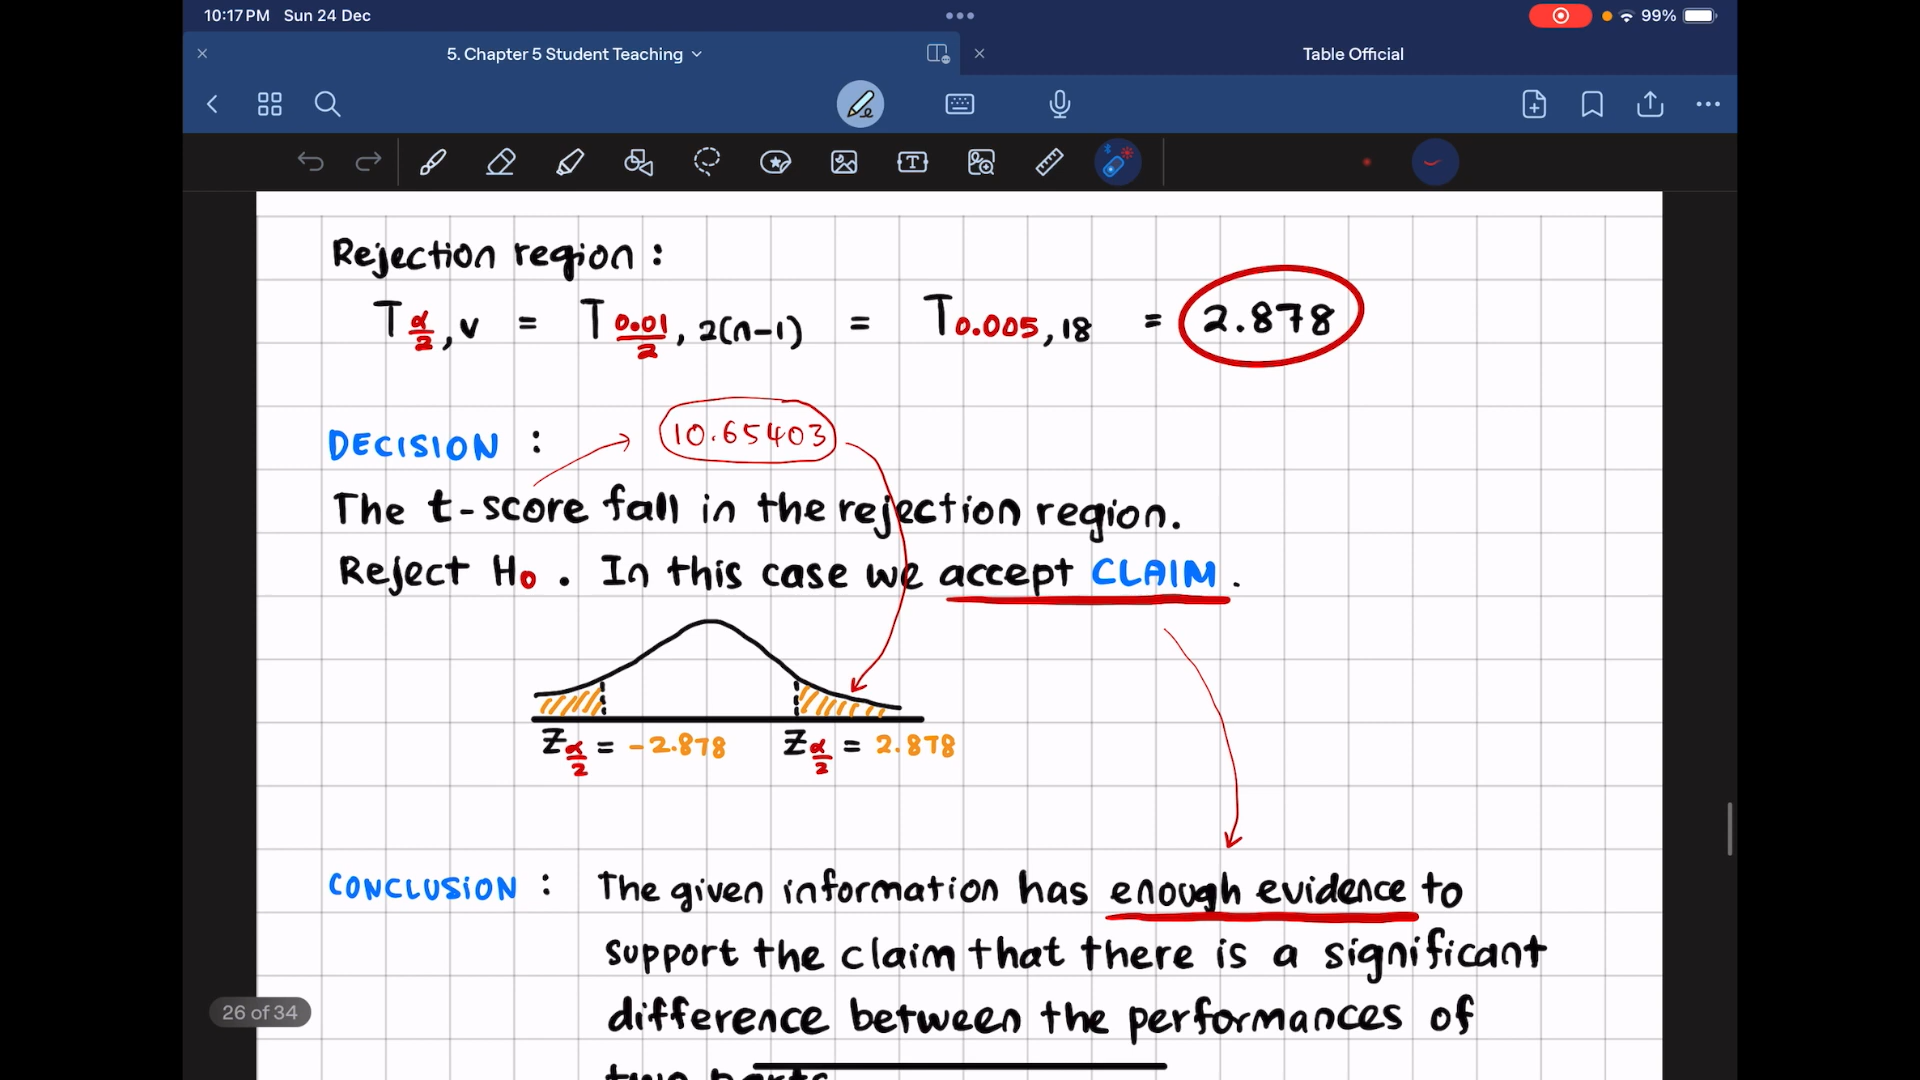 10:17 PM Sun 24 Dec
99%
5. Chapter 5 Student Teaching
Table Official
Rejection region :
T α/2 , v = T 0.01/2 , 2(n-1) = T 0.005, 18 = 2.878
10.65403
DECISION :
The t-score fall in the rejection region.
Reject H0 . In this case we accept CLAIM .
Z α/2 = -2.878 Z α/2 = 2.878
CONCLUSION : The given information has enough evidence to
support the claim that there is a significant
difference between the performances of
two parts
26 of 34